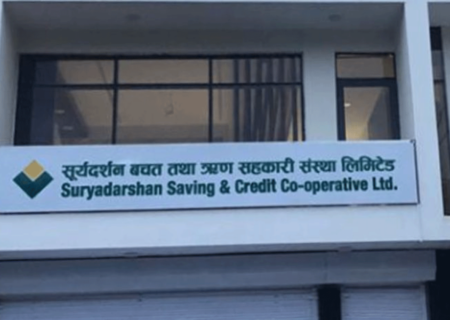 सूर्यदर्शन बचत तथा ऋण सहकारी संस्था लिमिटेड
Suryadarshan Saving & Credit Co-operative Ltd.